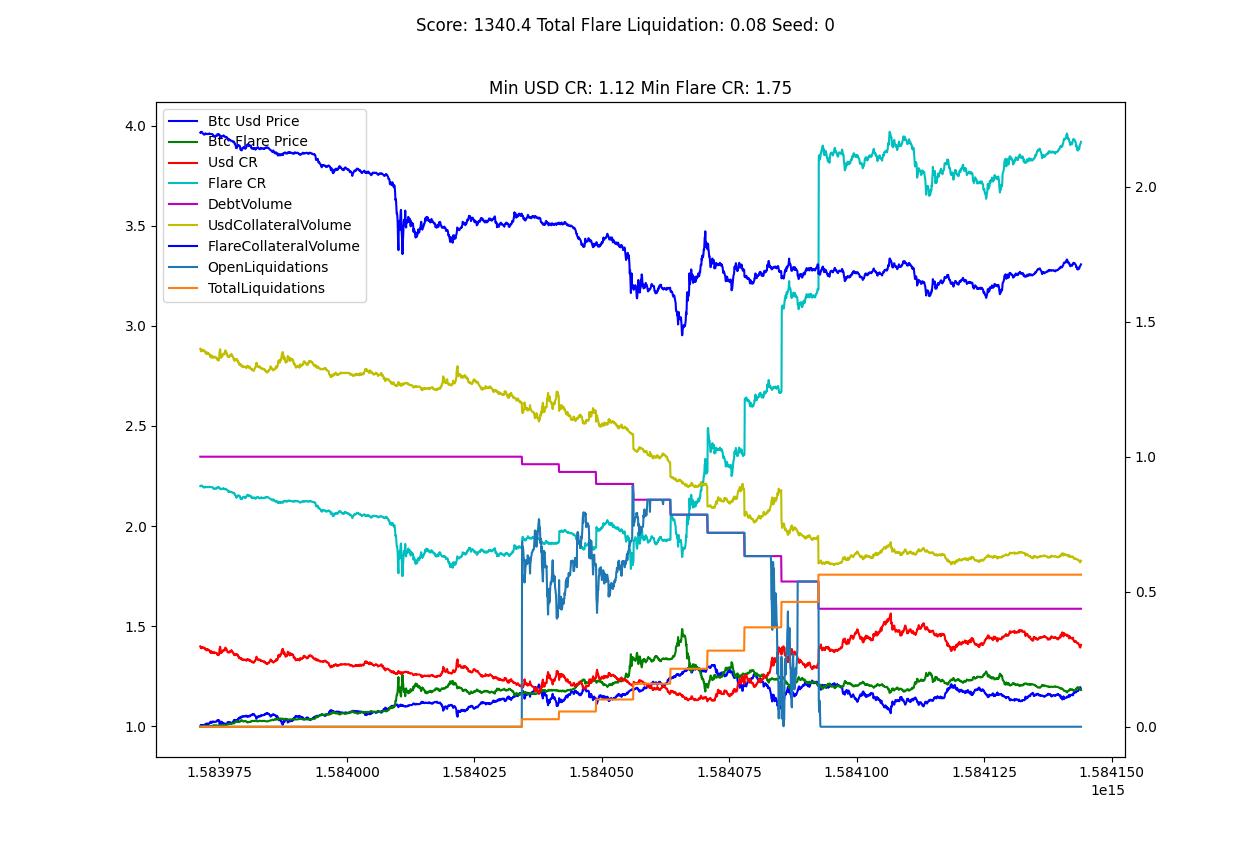 Score: 1340.4 Total Flare Liquidation: 0.08 Seed: 0
Min USD CR: 1.12 Min Flare CR: 1.75
Btc Usd Price
Btc Flare Price
Usd CR
Flare CR
DebtVolume
UsdCollateralVolume
FlareCollateralVolume
OpenLiquidations
TotalLiquidations
4.0
3.5
3.0
2.5
2.0
1.5
1.0
2.0
1.5
1.0
0.5
0.0
1.583975 1.584000 1.584025 1.584050 1.584075 1.584100 1.584125 1.584150
1e15